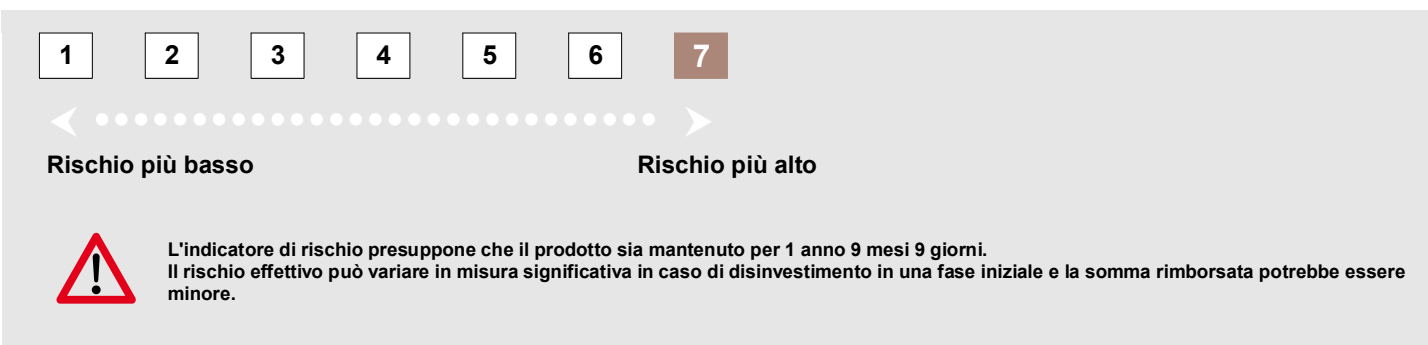 1 2 3 4 5 6 7
Rischio più basso Rischio più alto
L'indicatore di rischio presuppone che il prodotto sia mantenuto per 1 anno 9 mesi 9 giorni.
Il rischio effettivo può variare in misura significativa in caso di disinvestimento in una fase iniziale e la somma rimborsata potrebbe essere
minore.